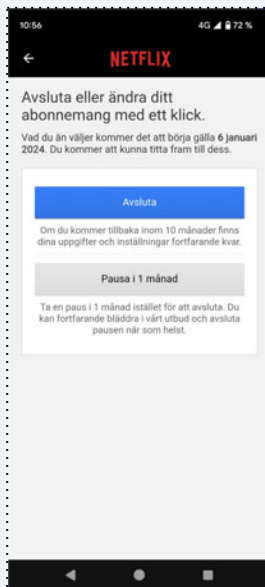 10:56 4G 72 %
NETFLIX
Avsluta eller ändra ditt
abonnemang med ett klick.
Vad du än väljer kommer det att börja gälla 6 januari
2024. Du kommer att kunna titta fram till dess.
Avsluta
Om du kommer tillbaka inom 10 månader finns
dina uppgifter och inställningar fortfarande kvar.
Pausa i 1 månad
Ta en paus i 1 månad istället för att avsluta. Du
kan fortfarande bläddra i vårt utbud och avsluta
pausen när som helst.